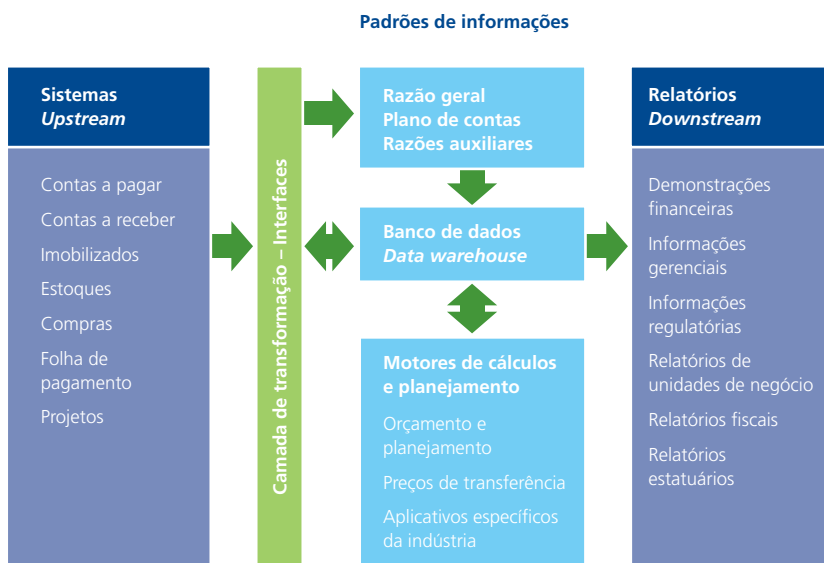 Padrões de informações
Sistemas
Upstream
Contas a pagar
Contas a receber
Imobilizados
Estoques
Compras
Folha de
pagamento
Projetos
Camada de transformação – Interfaces
Razão geral
Plano de contas
Razões auxiliares
Banco de dados
Data warehouse
Motores de cálculos
e planejamento
Orçamento e
planejamento
Preços de transferência
Aplicativos específicos
da indústria
Relatórios
Downstream
Demonstrações
financeiras
Informações
gerenciais
Informações
regulatórias
Relatórios de
unidades de negócio
Relatórios fiscais
Relatórios
estatuários